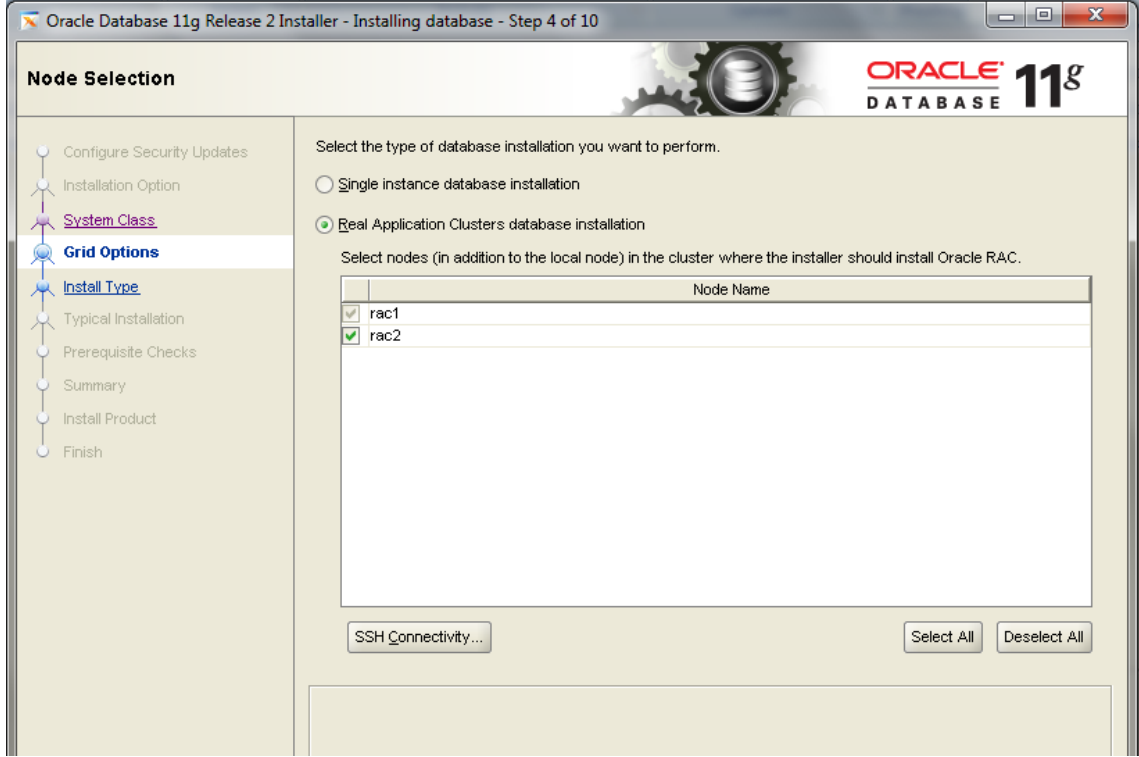 Oracle Database 11g Release 2 Installer - Installing database - Step 4 of 10
Node Selection
ORACLE
DATABASE
11g
Configure Security Updates
Installation Option
System Class
Grid Options
Install Type
Typical Installation
Prerequisite Checks
Summary
Install Product
Finish
Select the type of database installation you want to perform.
Single instance database installation
Real Application Clusters database installation
Select nodes (in addition to the local node) in the cluster where the installer should install Oracle RAC.
Node Name
rac1
rac2
SSH Connectivity...
Select All
Deselect All